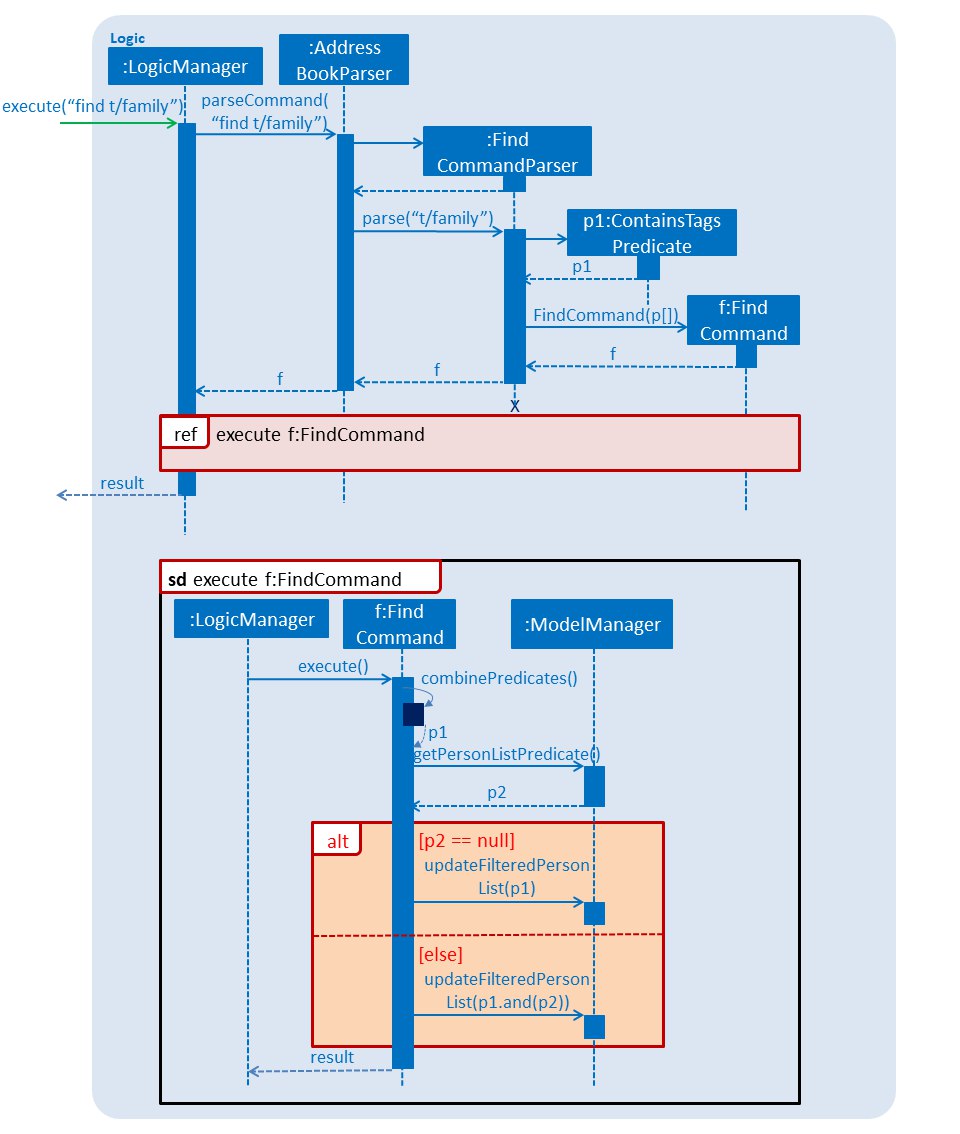 Logic
:LogicManager
:Address
BookParser
execute(“find t/family”)
parseCommand(
“find t/family”)
:Find
CommandParser
parse(“t/family”)
p1:ContainsTags
Predicate
p1
FindCommand(p[])
f:Find
Command
f
f
f
X
ref
execute f:FindCommand
result
sd execute f:FindCommand
:LogicManager
f:Find
Command
:ModelManager
execute()
combinePredicates()
p1
getPersonListPredicate()
p2
alt
[p2 == null]
updateFilteredPerson
List(p1)
[else]
updateFilteredPerson
List(p1.and(p2))
result